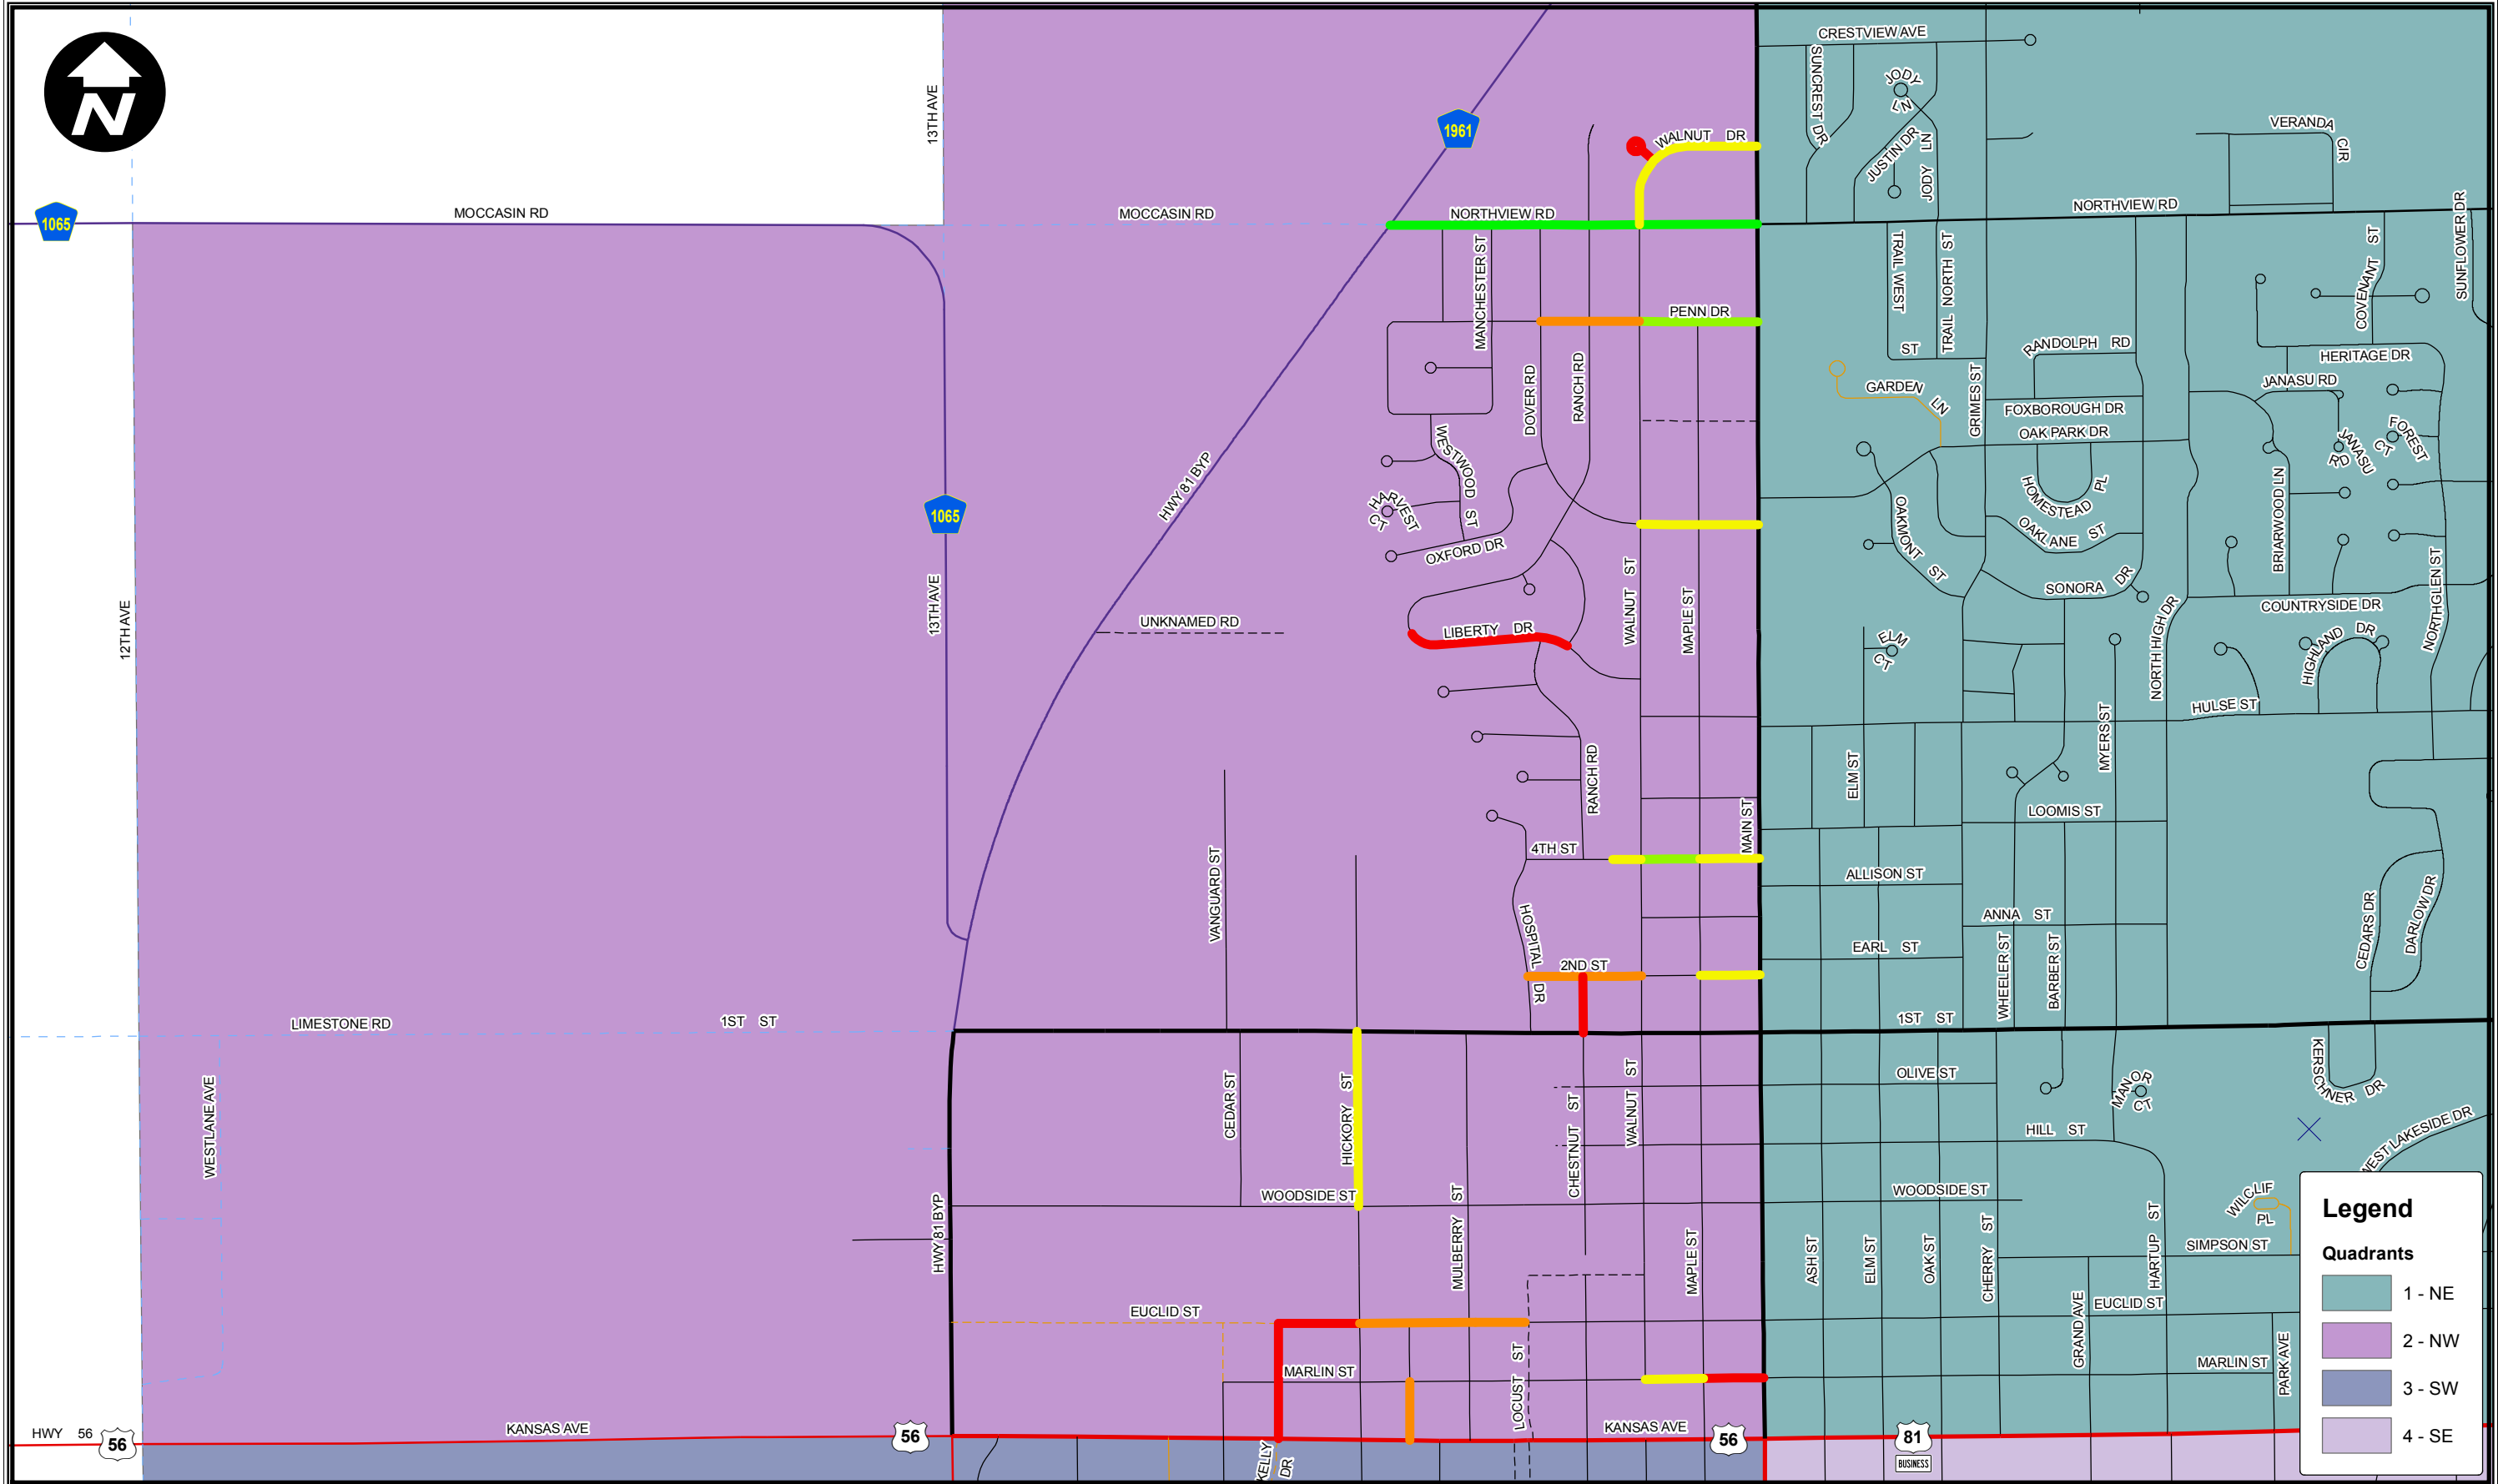 N
CRESTVIEW AVE
SUNCREST DR
JODY LN
JODY LN
JUSTIN DR
VERANDA CIR
13TH AVE
1961
WALNUT DR
1065
MOCCASIN RD
MOCCASIN RD
NORTHVIEW RD
NORTHVIEW RD
SUNFLOWER DR
MANCHESTER ST
TRAIL WEST ST
TRAIL NORTH ST
COVENANT ST
PENN DR
RANDOLPH RD
HERITAGE DR
DOVER RD
RANCH RD
GARDEN LN
GRIMES ST
JANASU RD
FOXBOROUGH DR
OAK PARK DR
JANASU RD
FOREST CT
WESTWOOD ST
HWY 81 BYP
HARVEST CT
1065
HOMESTEAD PL
BRIARWOOD LN
OAKMONT ST
OAKLANE ST
OXFORD DR
12TH AVE
13TH AVE
UNKNAMED RD
LIBERTY DR
WALNUT ST
MAPLE ST
SONORA DR
NORTH HIGH DR
COUNTRYSIDE DR
NORTHGLEN ST
ELM CT
HIGHLAND DR
HULSE ST
MYERS ST
RANCH RD
ELM ST
MAIN ST
LOOMIS ST
4TH ST
VANGUARD ST
ALLISON ST
ANNA ST
CEDARS DR
DARLOW DR
HOSPITAL DR
EARL ST
WHEELER ST
BARBER ST
2ND ST
LIMESTONE RD
1ST ST
1ST ST
WESTLANE AVE
CEDAR ST
HICKORY ST
CHESTNUT ST
WALNUT ST
OLIVE ST
MANOR CT
KERSCHNER DR
HILL ST
WEST LAKESIDE DR
WOODSIDE ST
WOODSIDE ST
HWY 81 BYP
MULBERRY ST
MAPLE ST
ASH ST
ELM ST
OAK ST
CHERRY ST
HARTUP ST
WILCLIF PL
SIMPSON ST
EUCLID ST
EUCLID ST
GRAND AVE
MARLIN ST
LOCUST ST
MARLIN ST
PARK AVE
HWY 56
56
KANSAS AVE
56
KELLY DR
KANSAS AVE
56
81
BUSINESS
Legend
Quadrants
1 - NE
2 - NW
3 - SW
4 - SE